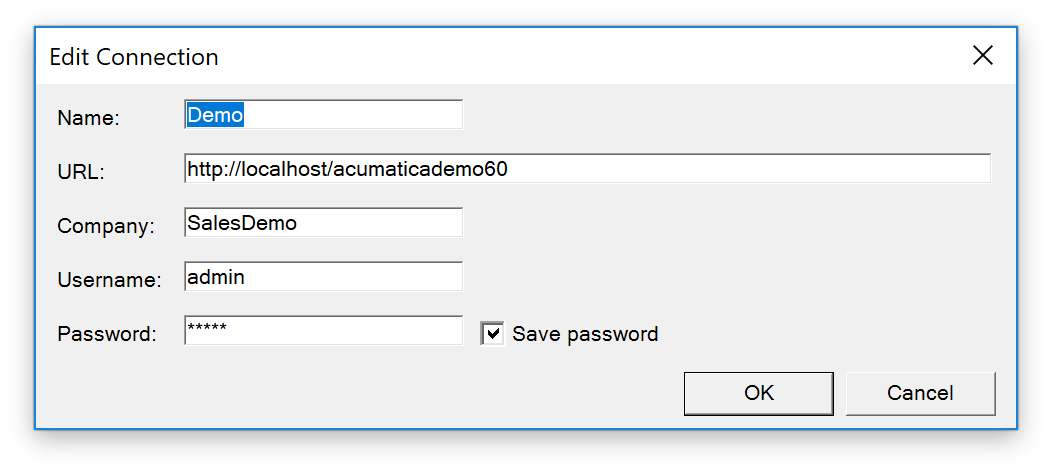 Edit Connection
Name: Demo
URL: http://localhost/acumaticademo60
Company: SalesDemo
Username: admin
Password: *****
Save password
OK Cancel